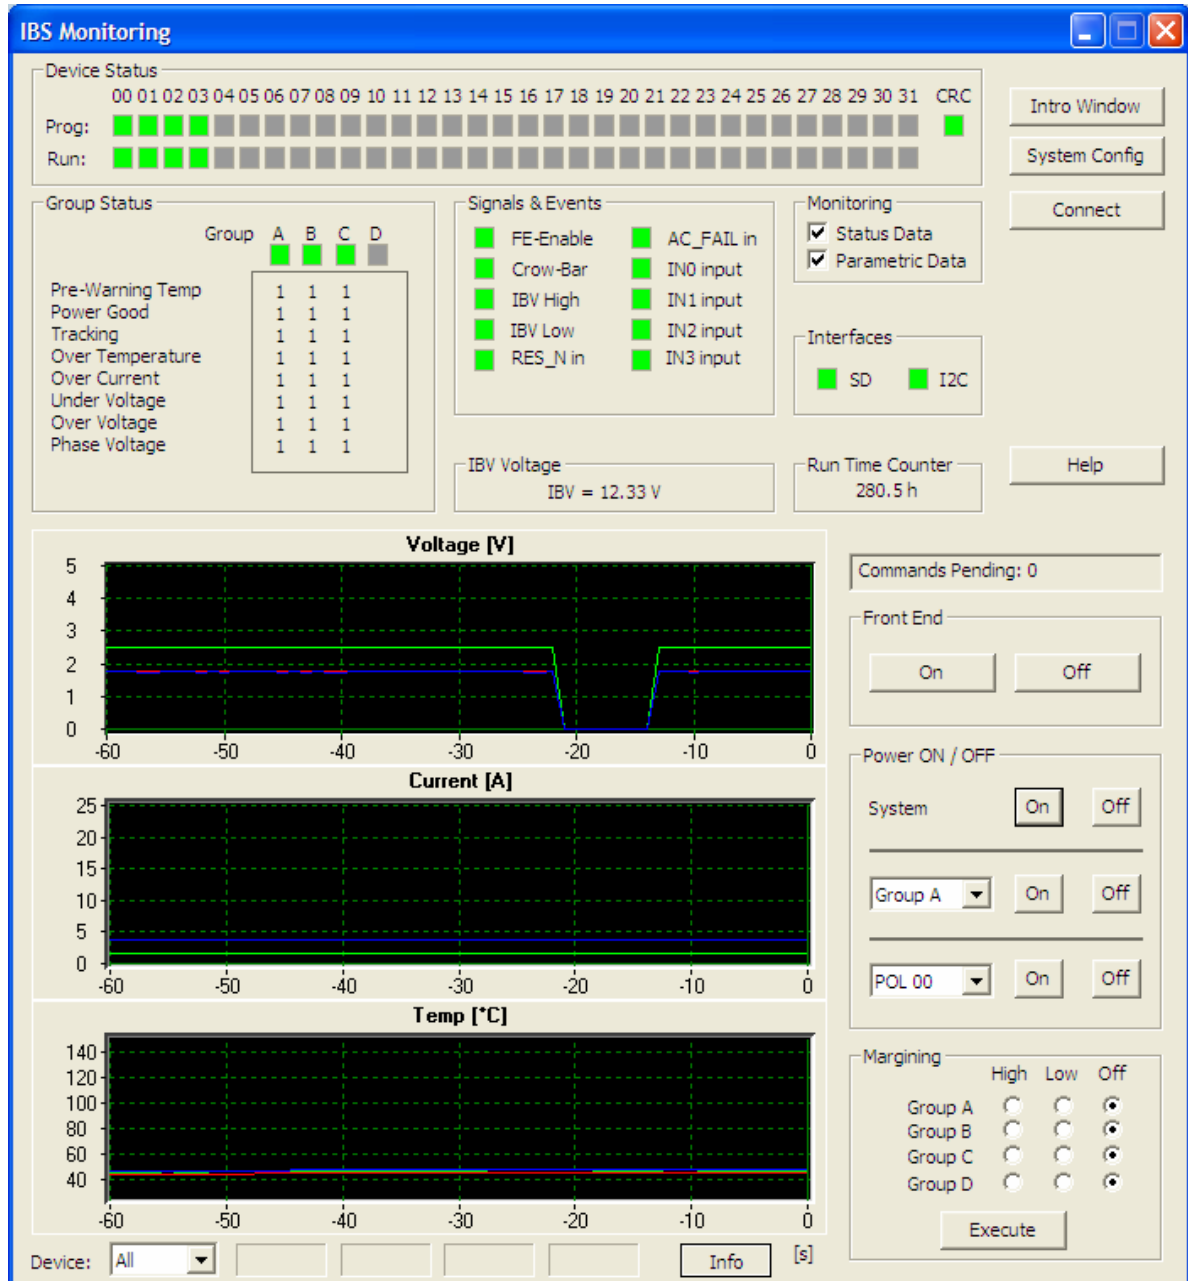 IBS Monitoring
Device Status
00 01 02 03 04 05 06 07 08 09 10 11 12 13 14 15 16 17 18 19 20 21 22 23 24 25 26 27 28 29 30 31 CRC
Prog:
Run:
Intro Window
System Config
Connect
Group Status
Group A B C D
Pre-Warning Temp 1 1 1
Power Good 1 1 1
Tracking 1 1 1
Over Temperature 1 1 1
Over Current 1 1 1
Under Voltage 1 1 1
Over Voltage 1 1 1
Phase Voltage 1 1 1
Signals & Events
FE-Enable AC_FAIL in
Crow-Bar IN0 input
IBV High IN1 input
IBV Low IN2 input
RES_N in IN3 input
Monitoring
Status Data
Parametric Data
Interfaces
SD I2C
IBV Voltage
IBV = 12.33 V
Run Time Counter
280.5 h
Help
Voltage [V]
5
4
3
2
1
0
-60 -50 -40 -30 -20 -10 0
Current [A]
25
20
15
10
5
0
-60 -50 -40 -30 -20 -10 0
Temp [°C]
140
120
100
80
60
40
-60 -50 -40 -30 -20 -10 0
Device: All Info [s]
Commands Pending: 0
Front End
On Off
Power ON / OFF
System On Off
Group A On Off
POL 00 On Off
Margining
High Low Off
Group A
Group B
Group C
Group D
Execute